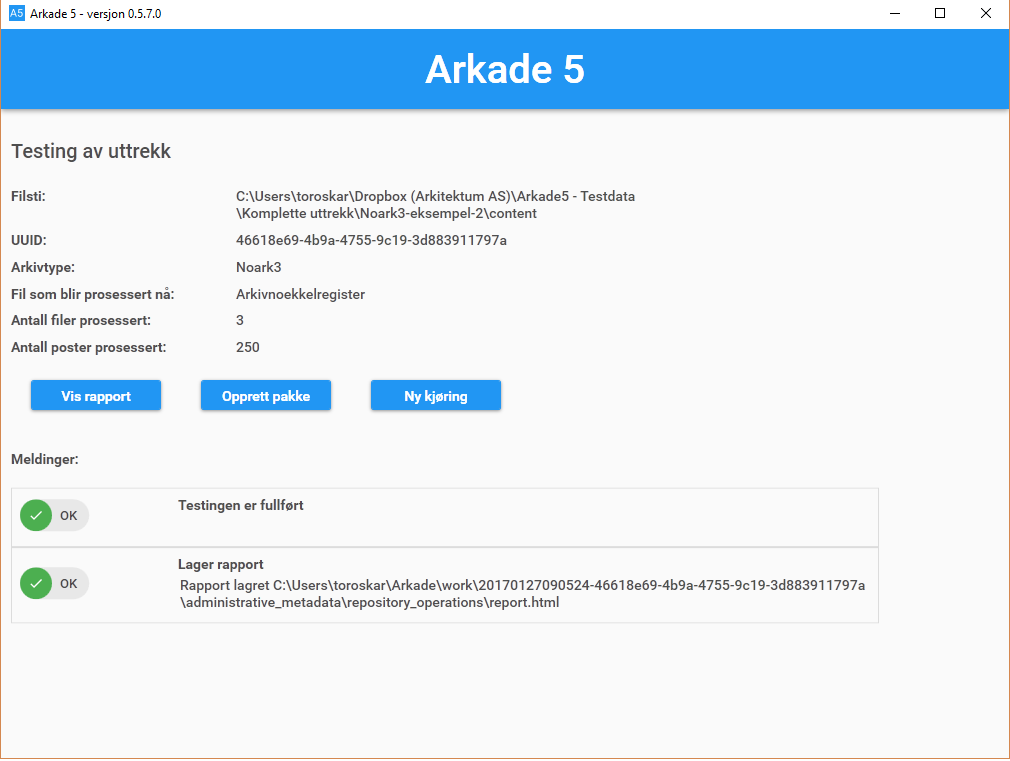 A5 Arkade 5 - versjon 0.5.7.0
Arkade 5
Testing av uttrekk
Filsti: C:\Users\toroskar\Dropbox (Arkitektum AS)\Arkade5 - Testdata
\Komplette uttrekk\Noark3-eksempel-2\content
UUID: 46618e69-4b9a-4755-9c19-3d883911797a
Arkivtype: Noark3
Fil som blir prosessert nå: Arkivnoekkelregister
Antall filer prosessert: 3
Antall poster prosessert: 250
Vis rapport Opprett pakke Ny kjøring
Meldinger:
OK Testingen er fullført
Lager rapport
OK Rapport lagret C:\Users\toroskar\Arkade\work\20170127090524-46618e69-4b9a-4755-9c19-3d883911797a
\administrative_metadata\repository_operations\report.html